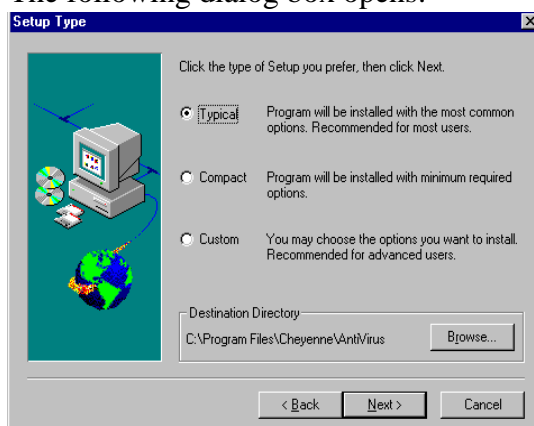 The following dialog box opens:
Setup Type
Click the type of Setup you prefer, then click Next.
Typical
Program will be installed with the most common
options. Recommended for most users.
Compact
Program will be installed with minimum required
options.
Custom
You may choose the options you want to install.
Recommended for advanced users.
Destination Directory
C:\Program Files\Cheyenne\AntiVirus
Browse...
< Back
Next >
Cancel